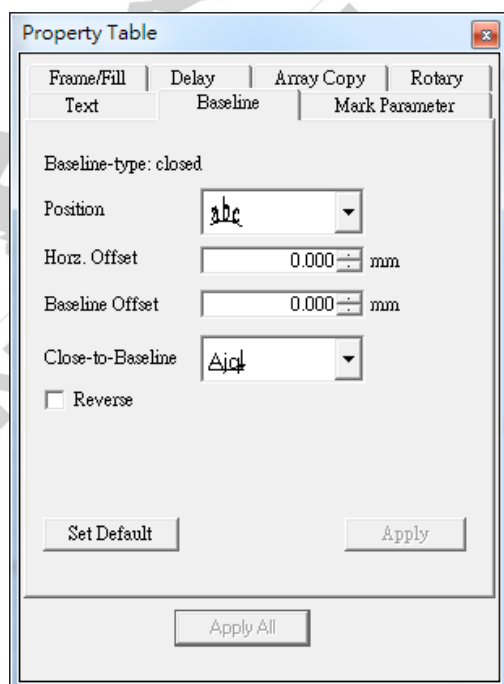 Property Table
Frame/Fill Delay Array Copy Rotary
Text Baseline Mark Parameter
Baseline-type: closed
Position abc
Horz. Offset 0.000 mm
Baseline Offset 0.000 mm
Close-to-Baseline Ajq
Reverse
Set Default Apply
Apply All